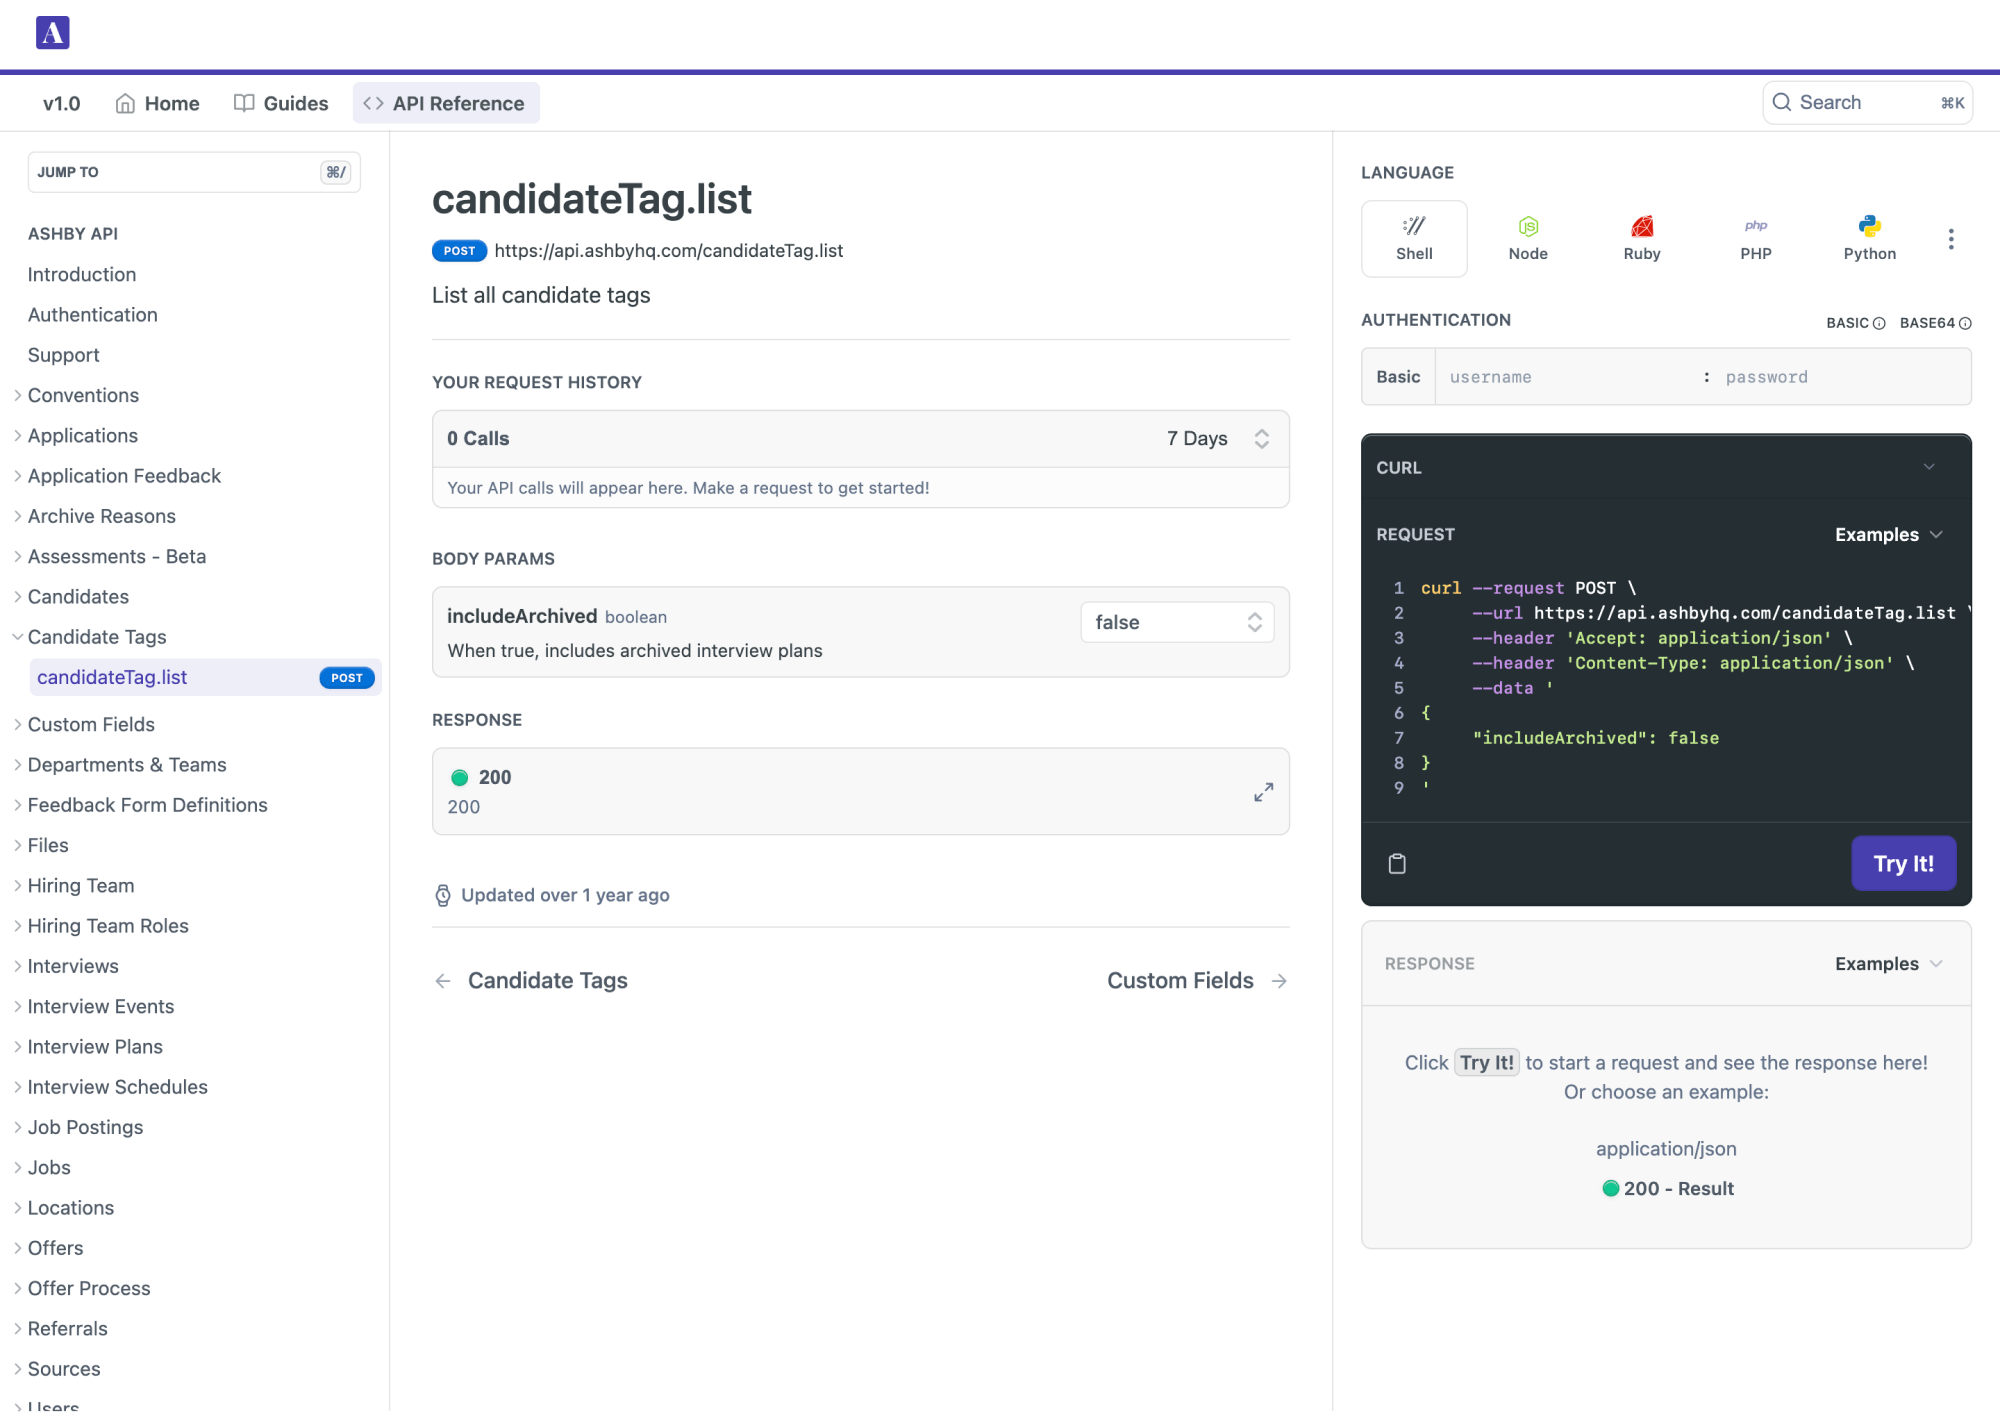 A
v1.0
Home
Guides
API Reference
Search
⌘K
JUMP TO
⌘/
ASHBY API
Introduction
Authentication
Support
Conventions
Applications
Application Feedback
Archive Reasons
Assessments - Beta
Candidates
Candidate Tags
candidateTag.list
POST
Custom Fields
Departments & Teams
Feedback Form Definitions
Files
Hiring Team
Hiring Team Roles
Interviews
Interview Events
Interview Plans
Interview Schedules
Job Postings
Jobs
Locations
Offers
Offer Process
Referrals
Sources
Users
candidateTag.list
POST https://api.ashbyhq.com/candidateTag.list
List all candidate tags
YOUR REQUEST HISTORY
0 Calls
7 Days
Your API calls will appear here. Make a request to get started!
BODY PARAMS
includeArchived boolean
false
When true, includes archived interview plans
RESPONSE
200
200
Updated over 1 year ago
Candidate Tags
Custom Fields
LANGUAGE
Shell
Node
Ruby
php
PHP
Python
AUTHENTICATION
BASIC
BASE64
Basic
username
:
password
CURL
REQUEST
Examples
1 curl --request POST \
2 --url https://api.ashbyhq.com/candidateTag.list \
3 --header 'Accept: application/json' \
4 --header 'Content-Type: application/json' \
5 --data '
6 {
7 "includeArchived": false
8 }
9 '
Try It!
RESPONSE
Examples
Click Try It! to start a request and see the response here!
Or choose an example:
application/json
200 - Result